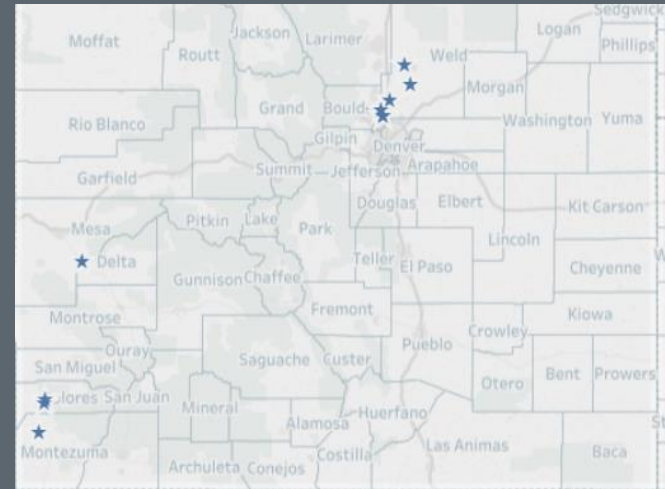 Sedgwick
Moffat Routt Jackson Larimer Weld Logan Phillips
Morgan
Rio Blanco Grand Bould Washington Yuma
Gilpin
Denver
Garfield Summit Jefferson Arapahoe
Mesa Pitkin Lake Park Douglas Elbert Kit Carson
Lincoln
Delta Gunnison Chaffee Teller El Paso Cheyenne
Montrose Fremont Kiowa
Ouray Crowley
San Miguel Saguache Custer Pueblo Otero Bent Prowers
San Juan Mineral Huerfano
Montezuma Alamosa Las Animas
Archuleta Conejos Costilla Baca